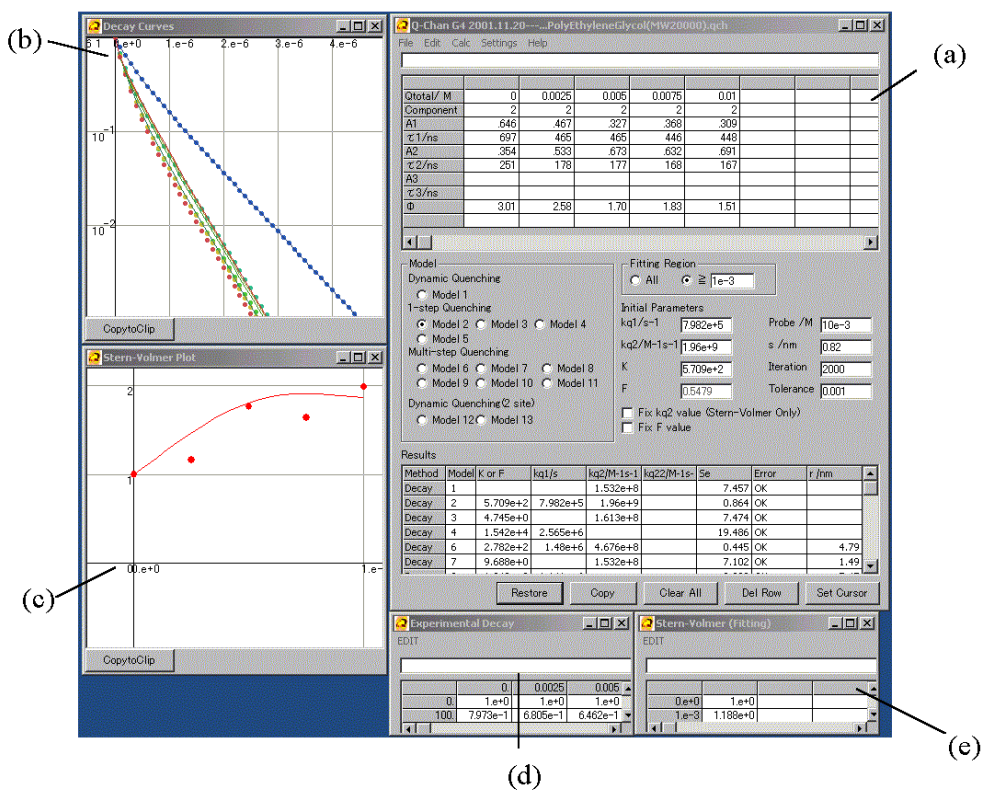 (b)
Decay Curves
6 1 0.e+0 1.e-6 2.e-6 3.e-6 4.e-6
10-1
10-2
CopytoClip
Stern-Volmer Plot
2
1
00.e+0 1.e-
CopytoClip
(c)
Q-Chan G4 2001.11.20---...PolyEthyleneGlycol(MW20000).qch
File Edit Calc Settings Help
(a)
Qtotal/ M 0 0.0025 0.005 0.0075 0.01
Component 2 2 2 2 2
A1 .646 .467 .327 .368 .309
τ1/ns 697 465 465 446 448
A2 .354 .533 .673 .632 .691
τ2/ns 251 178 177 168 167
A3
τ3/ns
Φ 3.01 2.58 1.70 1.83 1.51
Model
Dynamic Quenching
Model 1
1-step Quenching
Model 2 Model 3 Model 4
Model 5
Multi-step Quenching
Model 6 Model 7 Model 8
Model 9 Model 10 Model 11
Dynamic Quenching(2 site)
Model 12 Model 13
Fitting Region
All ≧ 1e-3
Initial Parameters
kq1/s-1 7.982e+5 Probe /M 10e-3
kq2/M-1s-1 1.96e+9 s /nm 0.82
K 5.709e+2 Iteration 2000
F 0.5479 Tolerance 0.001
Fix kq2 value (Stern-Volmer Only)
Fix F value
Results
Method Model K or F kq1/s kq2/M-1s-1 kq22/M-1s- Se Error r /nm
Decay 1 1.532e+8 7.457 OK
Decay 2 5.709e+2 7.982e+5 1.96e+9 0.864 OK
Decay 3 4.745e+0 1.613e+8 7.474 OK
Decay 4 1.542e+4 2.565e+6 19.486 OK
Decay 6 2.782e+2 1.48e+6 4.676e+8 0.445 OK 4.79
Decay 7 9.688e+0 1.532e+8 7.102 OK 1.49
Restore Copy Clear All Del Row Set Cursor
Experimental Decay
EDIT
0. 0.0025 0.005
0. 1.e+0 1.e+0 1.e+0
100. 7.973e-1 6.805e-1 6.462e-1
(d)
Stern-Volmer (Fitting)
EDIT
0.e+0 1.e+0
1.e-3 1.188e+0
(e)